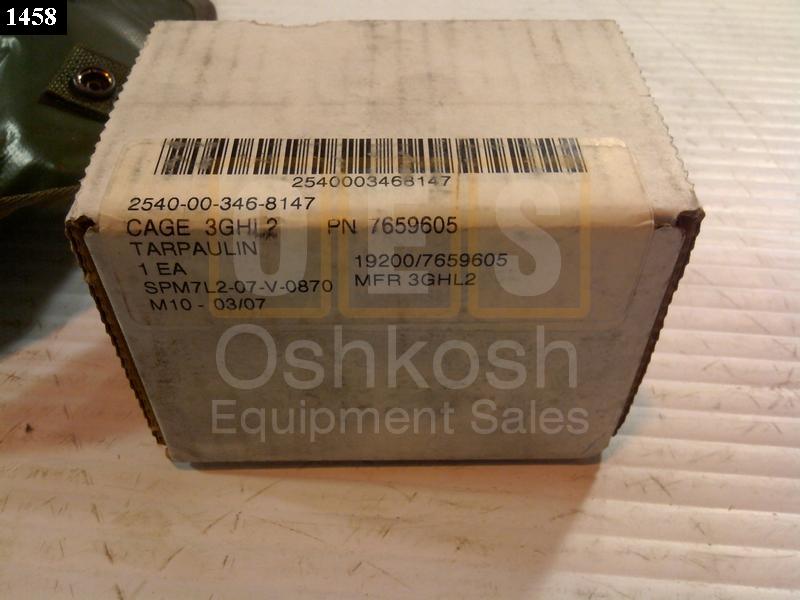 1458
2540003468147
2540-00-346-8147
CAGE 3GHL2 PN 7659605
TARPAULIN
1 EA 19200/7659605
SPM7L2-07-V-0870 MFR 3GHL2
M10 - 03/07
OES
Oshkosh
Equipment Sales